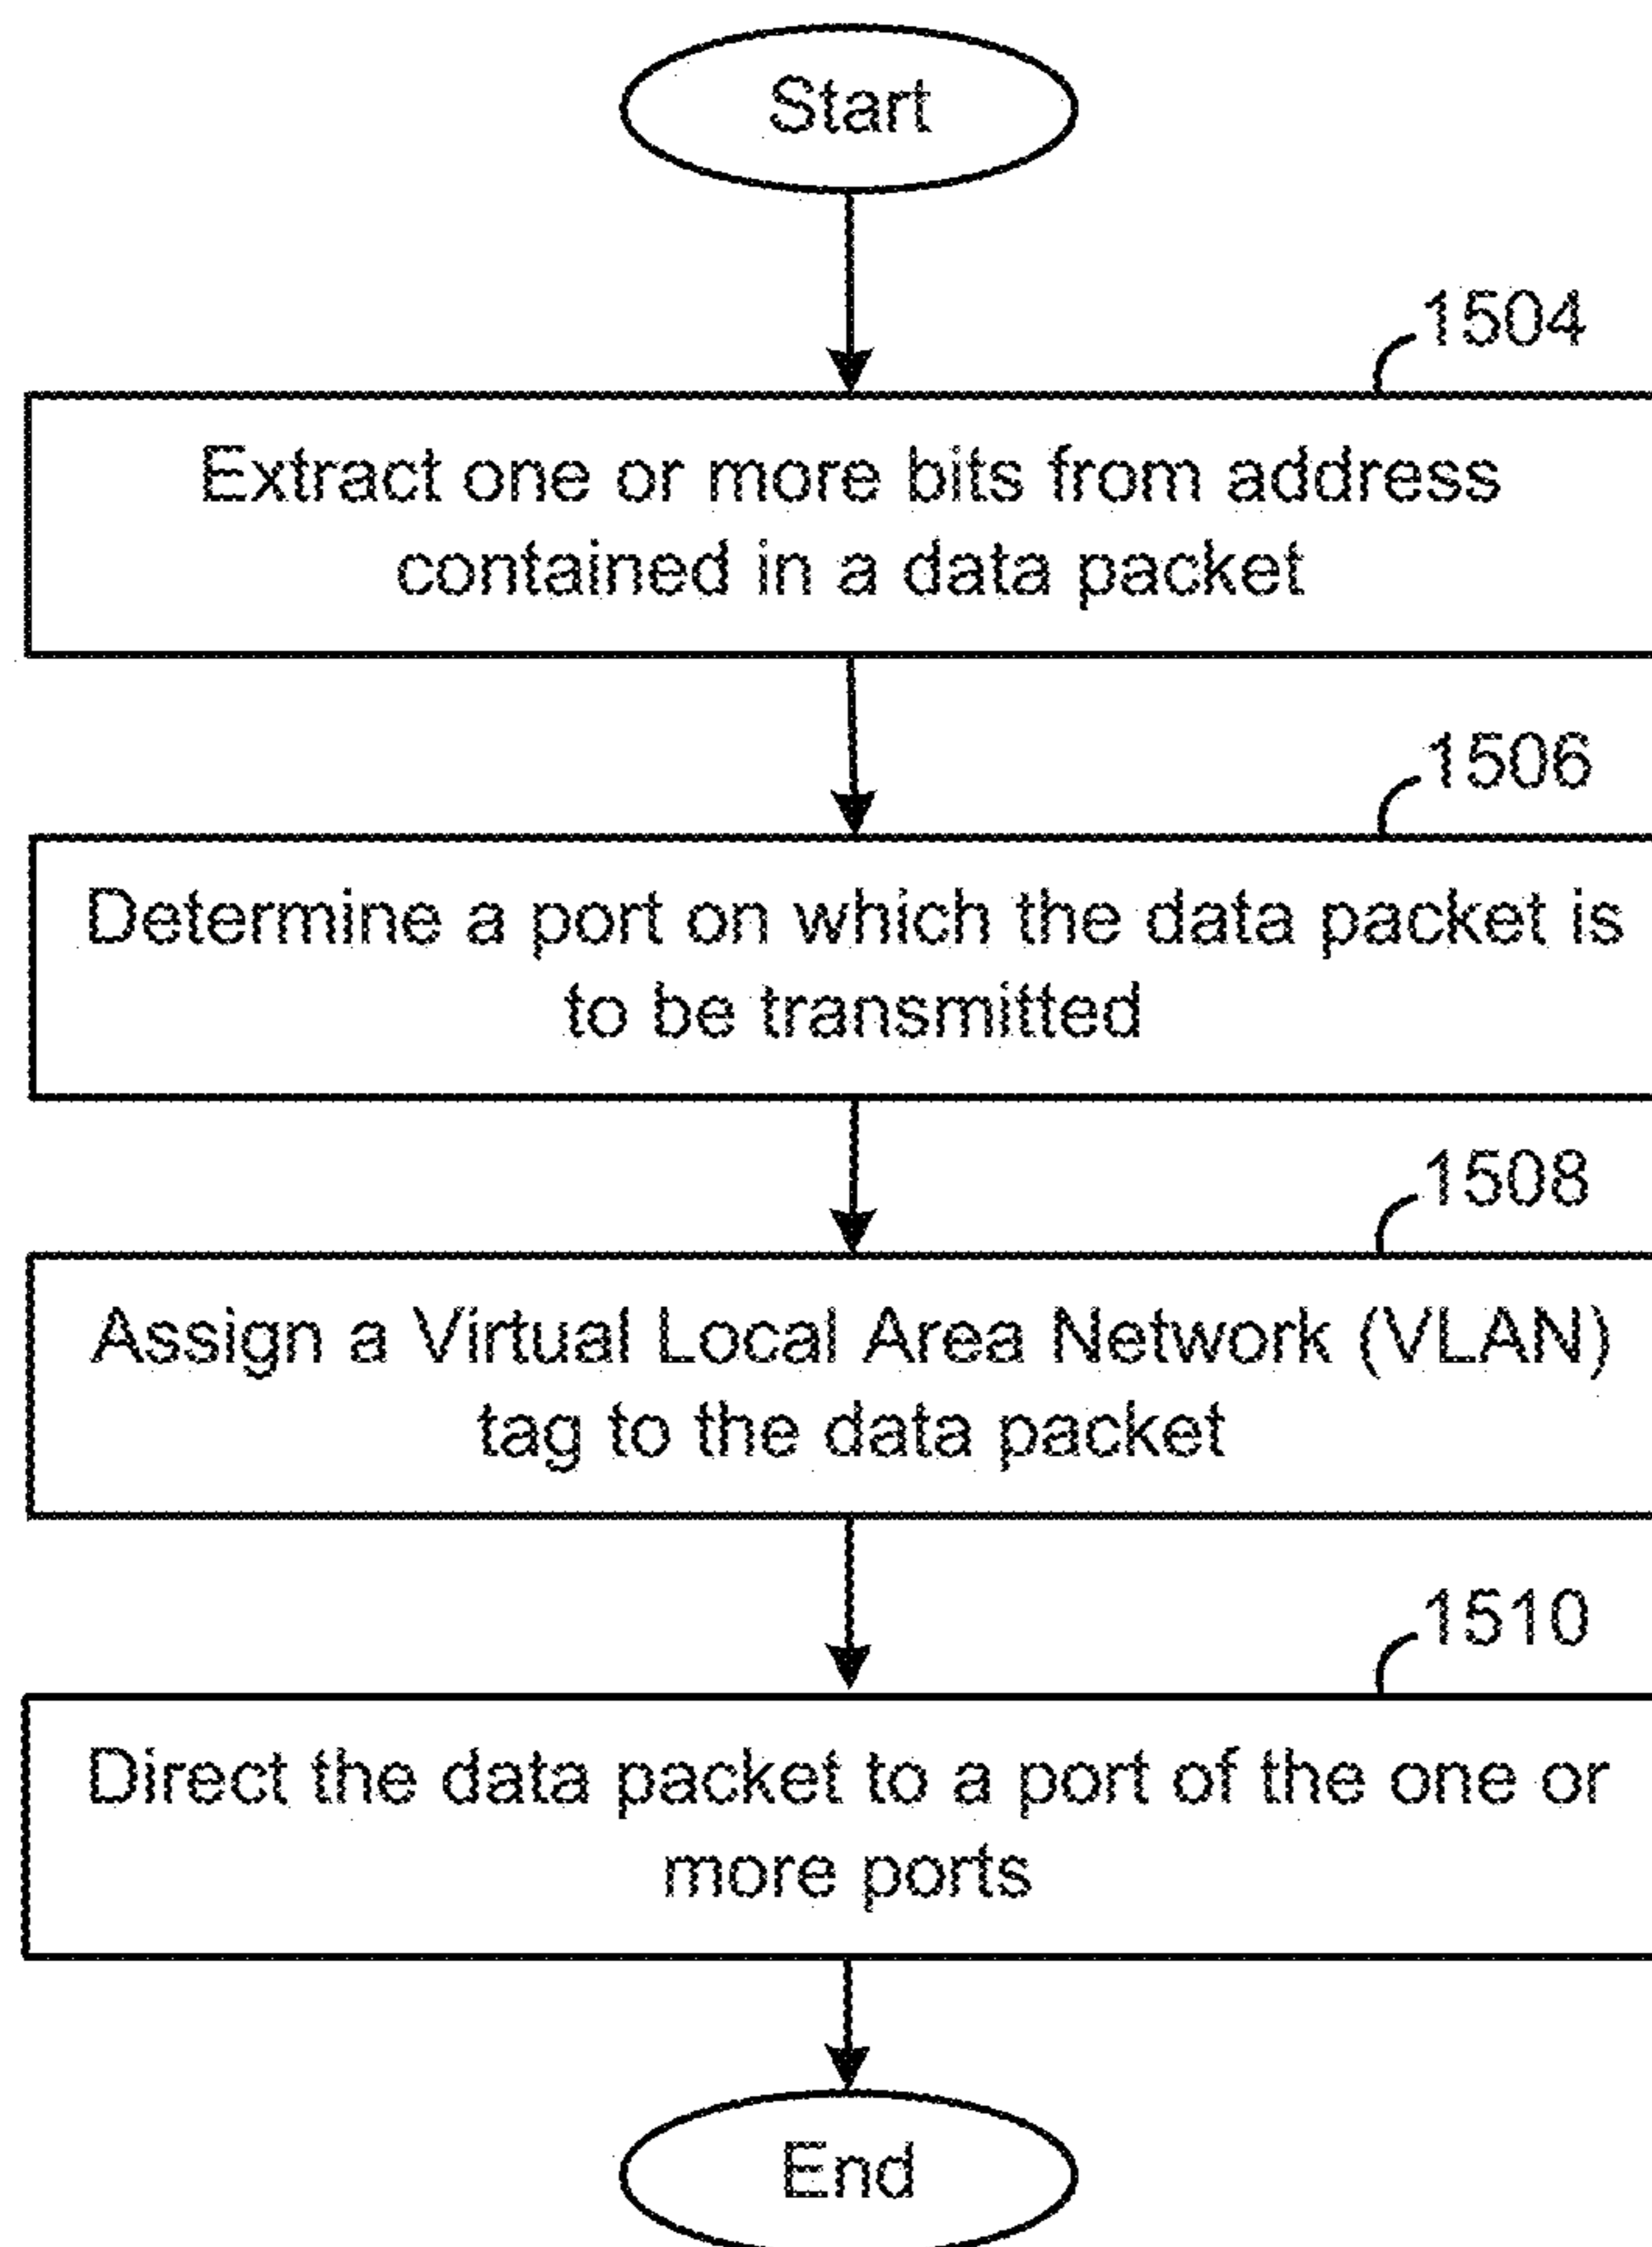 Start
1504
Extract one or more bits from address
contained in a data packet
1506
Determine a port on which the data packet is
to be transmitted
1508
Assign a Virtual Local Area Network (VLAN)
tag to the data packet
1510
Direct the data packet to a port of the one or
more ports
End